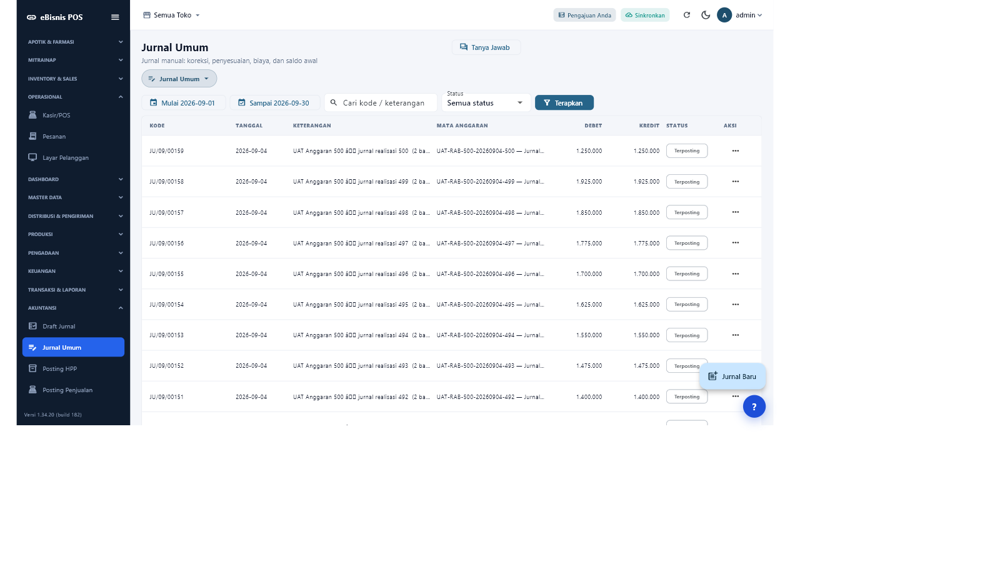 eBisnis POS
APOTIK & FARMASI
MITRAINAP
INVENTORY & SALES
OPERASIONAL
Kasir/POS
Pesanan
Layar Pelanggan
DASHBOARD
MASTER DATA
DISTRIBUSI & PENGIRIMAN
PRODUKSI
PENGADAAN
KEUANGAN
TRANSAKSI & LAPORAN
AKUNTANSI
Draft Jurnal
Jurnal Umum
Posting HPP
Posting Penjualan
Versi 1.34.20 (build 182)
Semua Toko
Pengajuan Anda
Sinkronkan
A
admin
Jurnal Umum
Tanya Jawab
Jurnal manual: koreksi, penyesuaian, biaya, dan saldo awal
Jurnal Umum
Mulai 2026-09-01
Sampai 2026-09-30
Cari kode / keterangan
Status
Semua status
Terapkan
KODE TANGGAL KETERANGAN MATA ANGGARAN DEBET KREDIT STATUS AKSI
JU/09/00159 2026-09-04 UAT Anggaran 500 â▯▯ jurnal realisasi 500 (2 ba... UAT-RAB-500-20260904-500 — Jurnal... 1.250.000 1.250.000 Terposting ...
JU/09/00158 2026-09-04 UAT Anggaran 500 â▯▯ jurnal realisasi 499 (2 ba... UAT-RAB-500-20260904-499 — Jurnal... 1.925.000 1.925.000 Terposting ...
JU/09/00157 2026-09-04 UAT Anggaran 500 â▯▯ jurnal realisasi 498 (2 ba... UAT-RAB-500-20260904-498 — Jurnal... 1.850.000 1.850.000 Terposting ...
JU/09/00156 2026-09-04 UAT Anggaran 500 â▯▯ jurnal realisasi 497 (2 ba... UAT-RAB-500-20260904-497 — Jurnal... 1.775.000 1.775.000 Terposting ...
JU/09/00155 2026-09-04 UAT Anggaran 500 â▯▯ jurnal realisasi 496 (2 ba... UAT-RAB-500-20260904-496 — Jurnal... 1.700.000 1.700.000 Terposting ...
JU/09/00154 2026-09-04 UAT Anggaran 500 â▯▯ jurnal realisasi 495 (2 ba... UAT-RAB-500-20260904-495 — Jurnal... 1.625.000 1.625.000 Terposting ...
JU/09/00153 2026-09-04 UAT Anggaran 500 â▯▯ jurnal realisasi 494 (2 ba... UAT-RAB-500-20260904-494 — Jurnal... 1.550.000 1.550.000 Terposting ...
JU/09/00152 2026-09-04 UAT Anggaran 500 â▯▯ jurnal realisasi 493 (2 ba... UAT-RAB-500-20260904-493 — Jurnal... 1.475.000 1.475.000 Terposting
JU/09/00151 2026-09-04 UAT Anggaran 500 â▯▯ jurnal realisasi 492 (2 ba... UAT-RAB-500-20260904-492 — Jurnal... 1.400.000 1.400.000 Terposting ...
Jurnal Baru
?